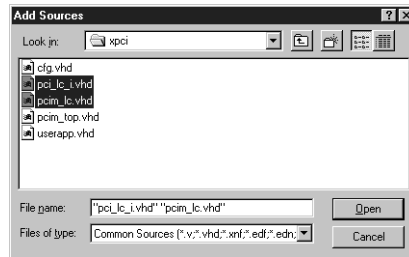 Add Sources
Look in: xpci
cfg.vhd
pci_lc_i.vhd
pcim_lc.vhd
pcim_top.vhd
userapp.vhd
File name: "pci_lc_i.vhd" "pcim_lc.vhd"
Open
Files of type: Common Sources (*.v;*.vhd;*.xnf;*.edf;*.edn;
Cancel